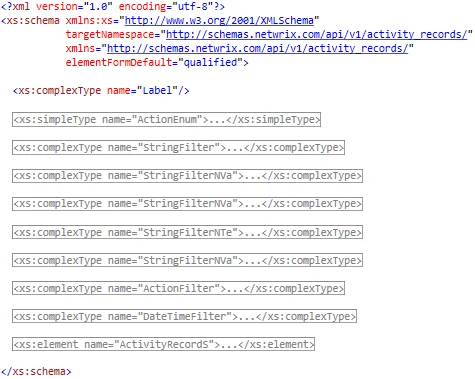 <?xml version="1.0" encoding="utf-8"?>
<xs:schema xmlns:xs="http://www.w3.org/2001/XMLSchema"
targetNamespace="http://schemas.netwrix.com/api/v1/activity_records/"
xmlns="http://schemas.netwrix.com/api/v1/activity_records/"
elementFormDefault="qualified">
<xs:complexType name="Label"/>
<xs:simpleType name="ActionEnum">...</xs:simpleType>
<xs:complexType name="StringFilter">...</xs:complexType>
<xs:complexType name="StringFilterNVa">...</xs:complexType>
<xs:complexType name="StringFilterNVa">...</xs:complexType>
<xs:complexType name="StringFilterNTe">...</xs:complexType>
<xs:complexType name="StringFilterNVa">...</xs:complexType>
<xs:complexType name="ActionFilter">...</xs:complexType>
<xs:complexType name="DateTimeFilter">...</xs:complexType>
<xs:element name="ActivityRecordS">...</xs:element>
</xs:schema>